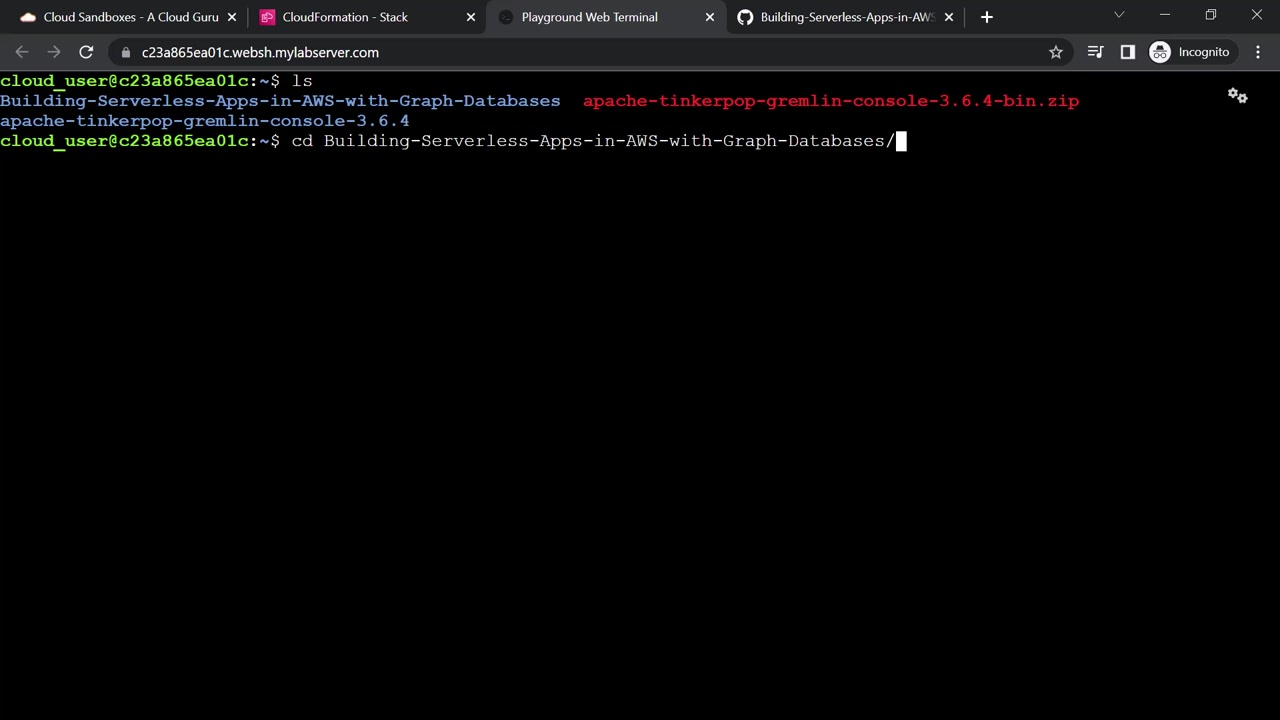 Cloud Sandboxes - A Cloud Guru
CloudFormation - Stack
Playground Web Terminal
Building-Serverless-Apps-in-AWS
c23a865ea01c.websh.mylabserver.com
Incognito
cloud_user@c23a865ea01c:~$ ls
Building-Serverless-Apps-in-AWS-with-Graph-Databases apache-tinkerpop-gremlin-console-3.6.4-bin.zip
apache-tinkerpop-gremlin-console-3.6.4
cloud_user@c23a865ea01c:~$ cd Building-Serverless-Apps-in-AWS-with-Graph-Databases/